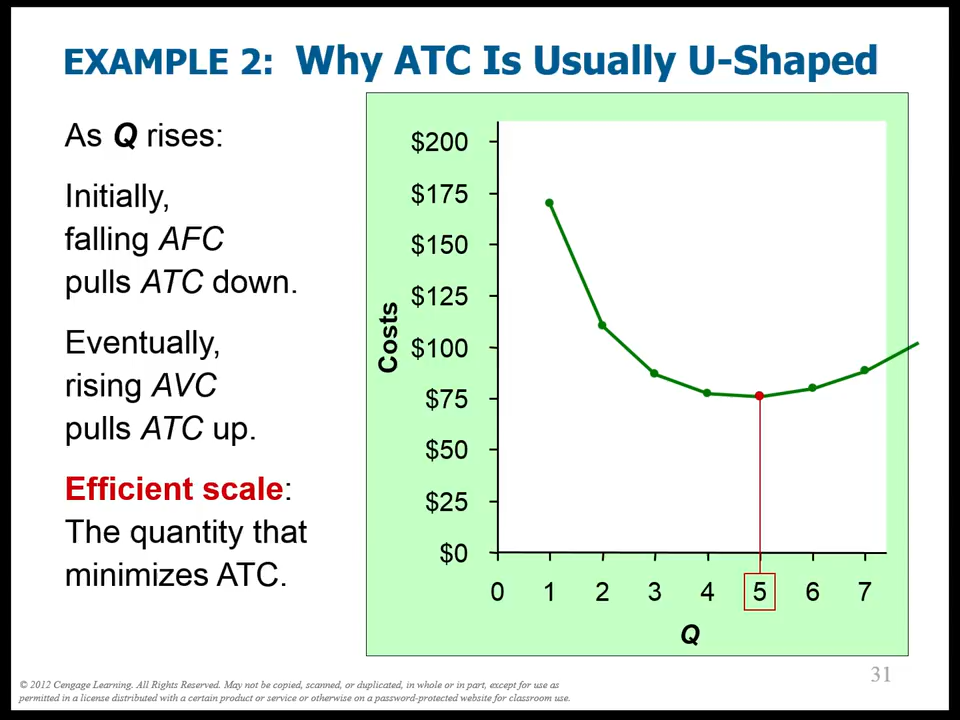 EXAMPLE 2: Why ATC Is Usually U-Shaped
As Q rises:
Initially,
falling AFC
pulls ATC down.
Eventually,
rising AVC
pulls ATC up.
Efficient scale:
The quantity that
minimizes ATC.
Costs
$200
$175
$150
$125
$100
$75
$50
$25
$0
0 1 2 3 4 5 6 7
Q
31
© 2012 Cengage Learning. All Rights Reserved. May not be copied, scanned, or duplicated, in whole or in part, except for use as
permitted in a license distributed with a certain product or service or otherwise on a password-protected website for classroom use.